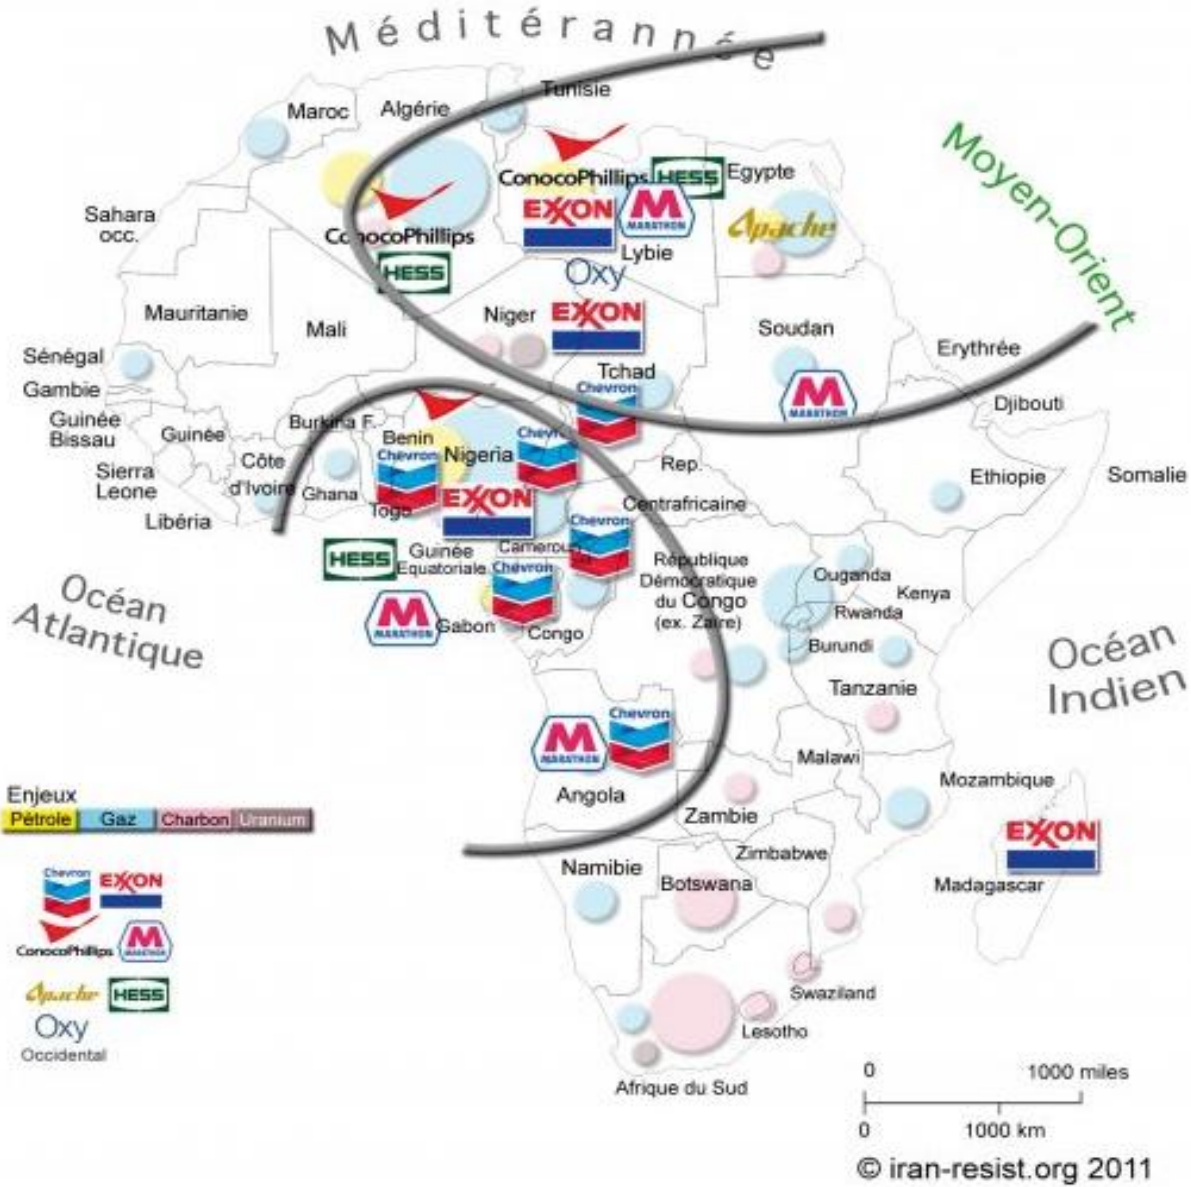 Méditérannée
Tunisie
Maroc
Algérie
ConocoPhillips
HESS
Egypte
Moyen-Orient
EXXON
MARATHON
Apache
Sahara
occ.
ConocoPhillips
Lybie
HESS
Oxy
Mauritanie
Mali
Niger
EXXON
Soudan
Erythrée
Sénégal
Tchad
Gambie
Chevron
MARATHON
Djibouti
Guinée
Bissau
Guinée
Burkina F.
Benin
Chevron
Nigeria
Chevron
Rep.
Centrafricaine
Ethiopie
Somalie
Sierra
Leone
Côte
d'Ivoire
Ghana
Togo
EXXON
Libéria
Chevron
HESS
Guinée
Equatoriale
Cameroun
Chevron
République
Démocratique
du Congo
(ex. Zaïre)
Ouganda
Kenya
Rwanda
Océan
Atlantique
MARATHON
Gabon
Congo
Burundi
Tanzanie
Océan
Indien
MARATHON
Chevron
Malawi
Angola
Zambie
Mozambique
Enjeux
Pétrole Gaz Charbon Uranium
Zimbabwe
EXXON
Namibie
Botswana
Madagascar
Chevron
EXXON
ConocoPhillips
MARATHON
Apache
HESS
Oxy
Occidental
Swaziland
Lesotho
Afrique du Sud
0 1000 miles
0 1000 km
© iran-resist.org 2011